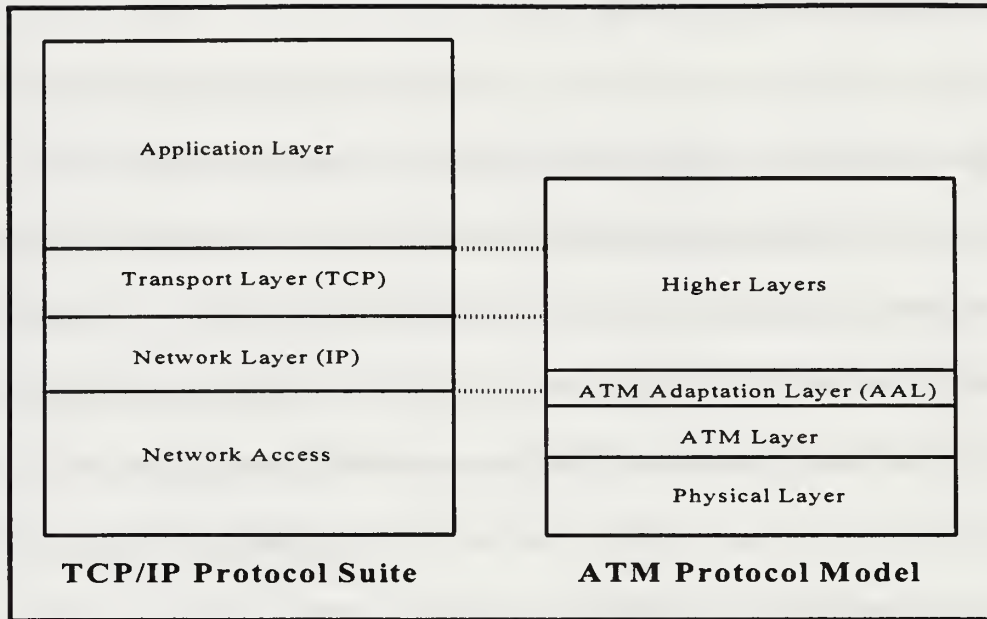 Application Layer
Transport Layer (TCP)
Network Layer (IP)
Network Access
TCP/IP Protocol Suite
Higher Layers
ATM Adaptation Layer (AAL)
ATM Layer
Physical Layer
ATM Protocol Model